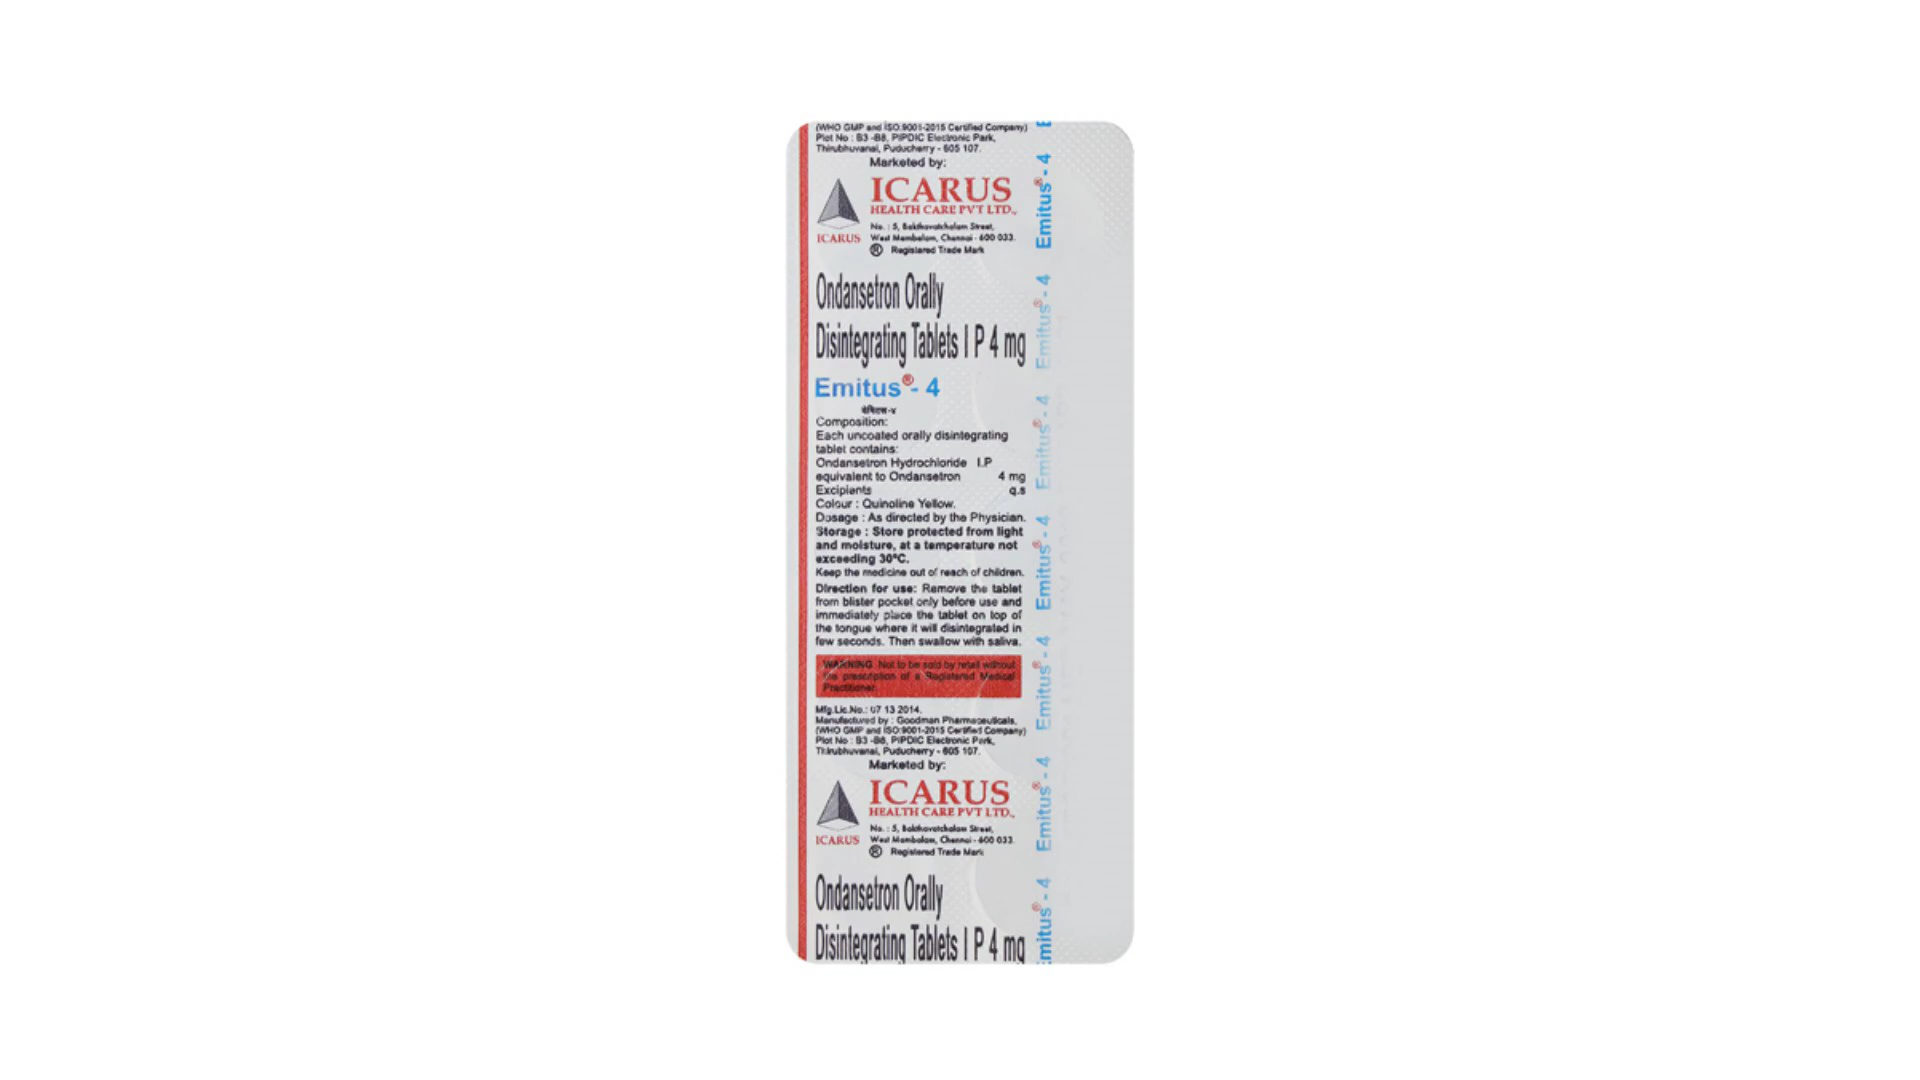 (WHO GMP and ISO:9001-2015 Certified Company)
Plot No : B3 -B8, PIPDIC Electronic Park,
Thirubhuvanai, Puducherry - 605 107.
Marketed by:
ICARUS
HEALTH CARE PVT LTD.,
No. : 5, Bakthavatchalam Street,
West Mambalam, Chennai - 600 033.
ICARUS
® Registered Trade Mark
Ondansetron Orally
Disintegrating Tablets I P 4 mg
Emitus®- 4
Composition:
Each uncoated orally disintegrating
tablet contains:
Ondansetron Hydrochloride I.P
equivalent to Ondansetron 4 mg
Excipients q.s
Colour : Quinoline Yellow.
Dosage : As directed by the Physician.
Storage : Store protected from light
and moisture, at a temperature not
exceeding 30°C.
Keep the medicine out of reach of children.
Direction for use: Remove the tablet
from blister pocket only before use and
immediately place the tablet on top of
the tongue where it will disintegrated in
few seconds. Then swallow with saliva.
WARNING Not to be sold by retail without
the prescription of a Registered Medical
Practitioner.
Mfg.Lic.No.: 07 13 2014.
Manufactured by : Goodman Pharmaceuticals,
(WHO GMP and ISO:9001-2015 Certified Company)
Plot No : B3 -B8, PIPDIC Electronic Park,
Thirubhuvanai, Puducherry - 605 107.
Marketed by:
ICARUS
HEALTH CARE PVT LTD.,
No. : 5, Bakthavatchalam Street,
West Mambalam, Chennai - 600 033.
ICARUS
® Registered Trade Mark
Ondansetron Orally
Disintegrating Tablets I P 4 mg
Emitus® - 4
Emitus® - 4
Emitus® - 4
Emitus® - 4
Emitus® - 4
Emitus® - 4
mitus® - 4